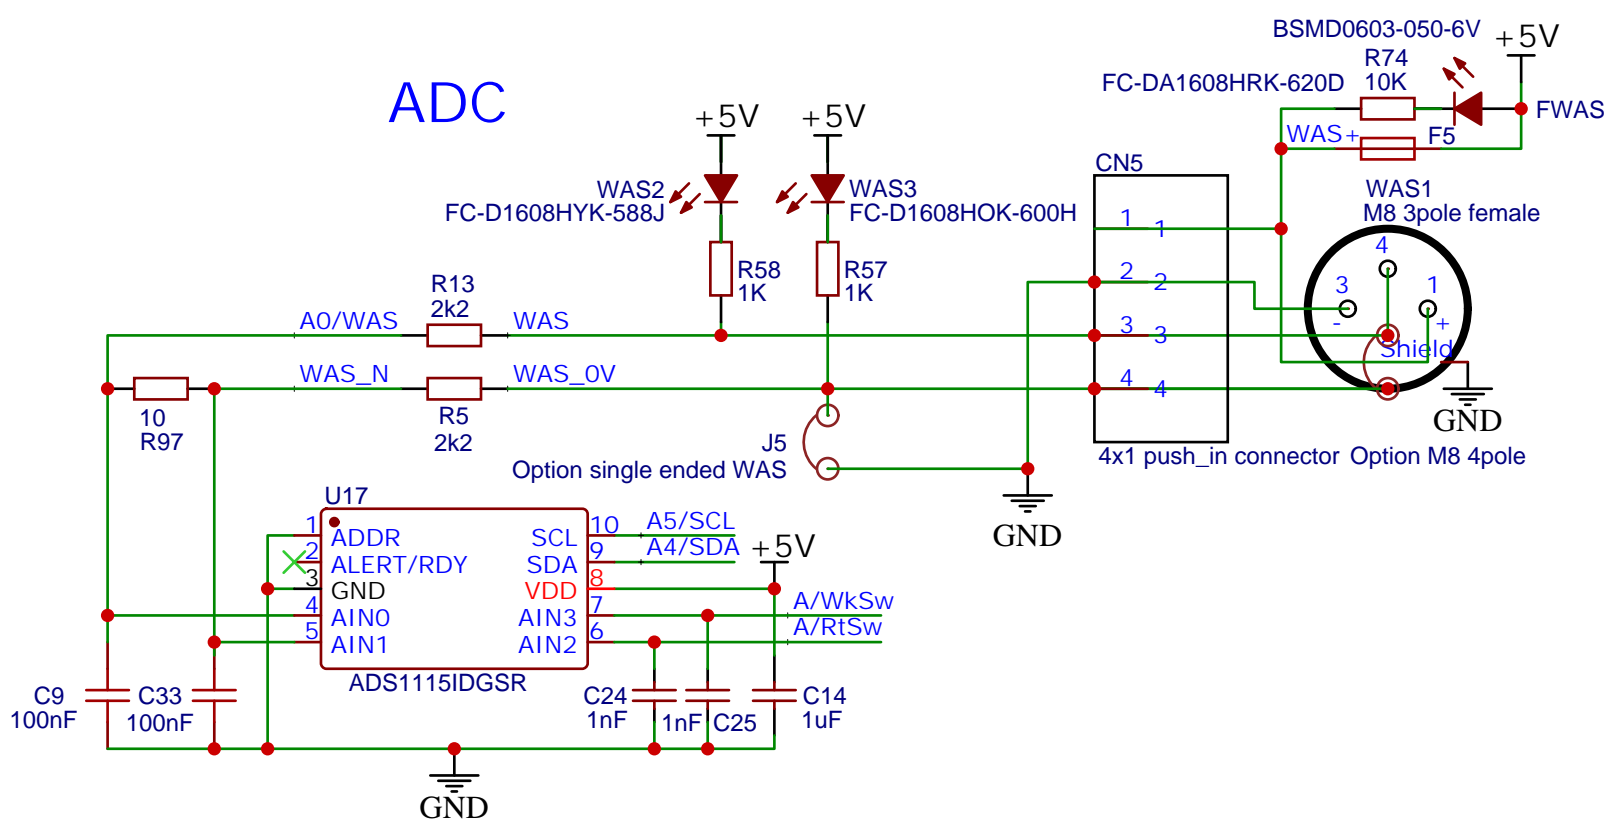 BSMD0603-050-6V
+5V
R74
10K
FC-DA1608HRK-620D
FWAS
WAS+
F5
ADC
+5V
+5V
CN5
WAS2
FC-D1608HYK-588J
WAS3
FC-D1608HOK-600H
WAS1
M8 3pole female
1
1
4
R58
1K
R57
1K
2
2
3
1
-
+
R13
2k2
A0/WAS
WAS
3
3
Shield
WAS_N
WAS_0V
4
4
10
R97
R5
2k2
J5
Option single ended WAS
GND
4x1 push_in connector
Option M8 4pole
GND
U17
1
ADDR
2
ALERT/RDY
3
GND
4
AIN0
5
AIN1
SCL
10
A5/SCL
SDA
9
A4/SDA
+5V
VDD
8
AIN3
7
A/WkSw
AIN2
6
A/RtSw
ADS1115IDGSR
C9
100nF
C33
100nF
C24
1nF
1nF
C25
C14
1uF
GND